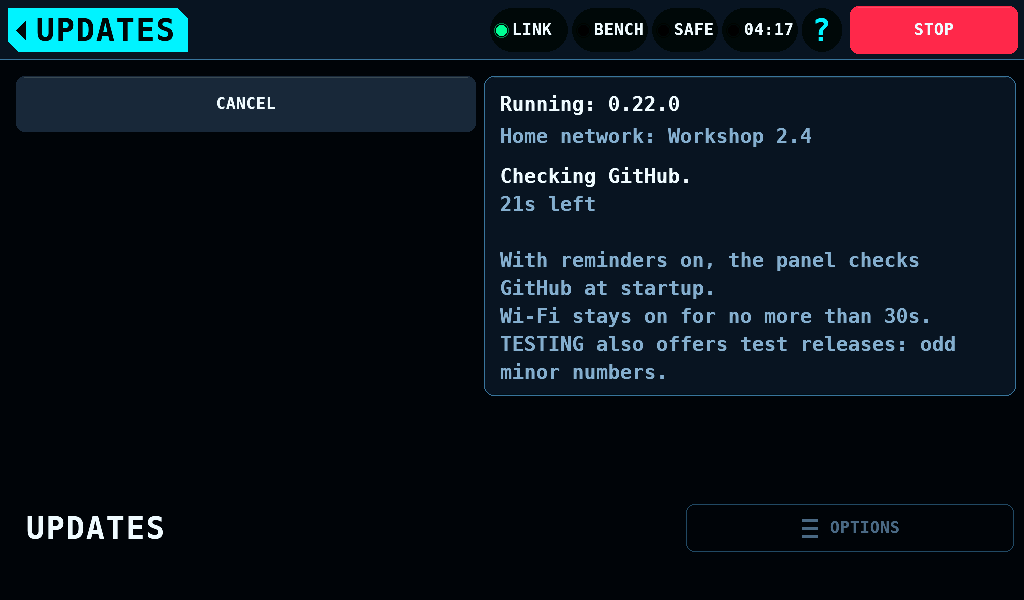 UPDATES
LINK
BENCH
SAFE
04:17
?
STOP
CANCEL
Running: 0.22.0
Home network: Workshop 2.4
Checking GitHub.
21s left
With reminders on, the panel checks
GitHub at startup.
Wi-Fi stays on for no more than 30s.
TESTING also offers test releases: odd
minor numbers.
UPDATES
OPTIONS